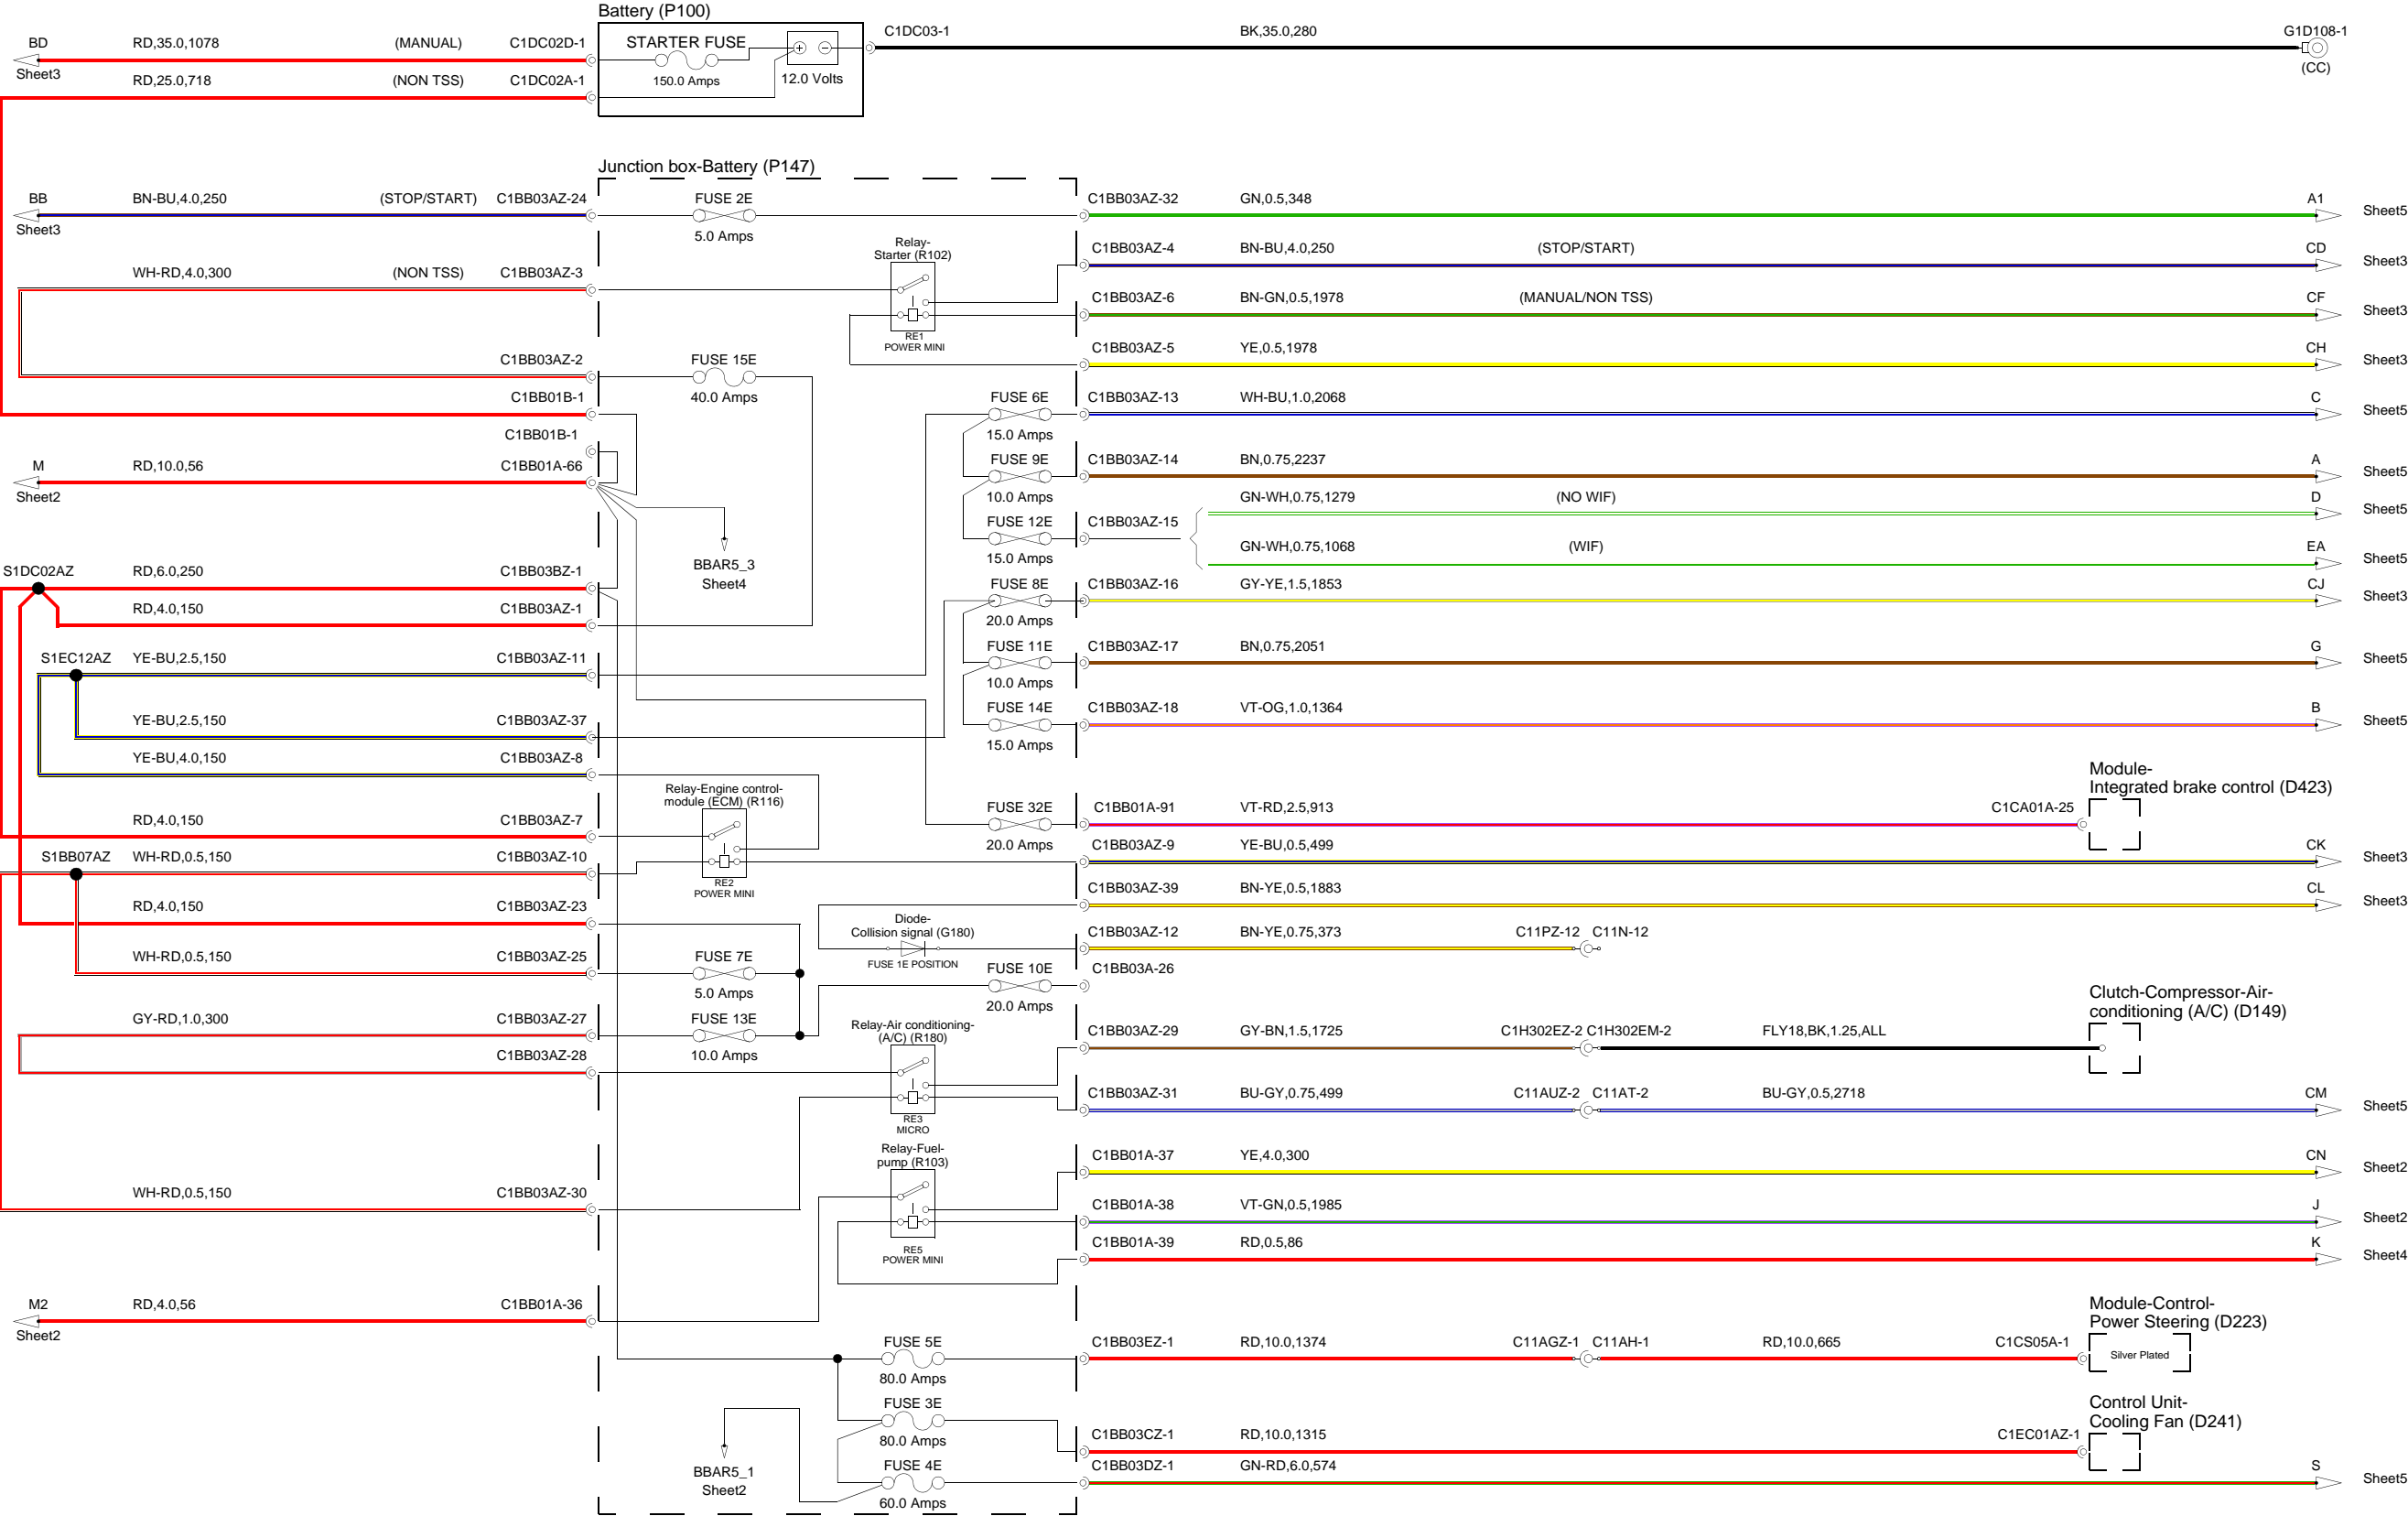 Battery (P100)
BD
RD,35.0,1078
(MANUAL)
C1DC02D-1
STARTER FUSE
C1DC03-1
BK,35.0,280
G1D108-1
Sheet3
RD,25.0,718
(NON TSS)
C1DC02A-1
150.0 Amps
12.0 Volts
(CC)
Junction box-Battery (P147)
BB
BN-BU,4.0,250
(STOP/START)
C1BB03AZ-24
FUSE 2E
C1BB03AZ-32
GN,0.5,348
A1
Sheet5
Sheet3
5.0 Amps
Relay-
Starter (R102)
C1BB03AZ-4
BN-BU,4.0,250
(STOP/START)
CD
Sheet3
WH-RD,4.0,300
(NON TSS)
C1BB03AZ-3
C1BB03AZ-6
BN-GN,0.5,1978
(MANUAL/NON TSS)
CF
Sheet3
RE1
POWER MINI
C1BB03AZ-5
YE,0.5,1978
CH
Sheet3
C1BB03AZ-2
FUSE 15E
40.0 Amps
C1BB01B-1
FUSE 6E
C1BB03AZ-13
WH-BU,1.0,2068
C
Sheet5
15.0 Amps
C1BB01B-1
M
RD,10.0,56
C1BB01A-66
FUSE 9E
C1BB03AZ-14
BN,0.75,2237
A
Sheet5
Sheet2
10.0 Amps
GN-WH,0.75,1279
(NO WIF)
D
Sheet5
FUSE 12E
C1BB03AZ-15
15.0 Amps
GN-WH,0.75,1068
(WIF)
EA
Sheet5
BBAR5_3
Sheet4
S1DC02AZ
RD,6.0,250
C1BB03BZ-1
FUSE 8E
C1BB03AZ-16
GY-YE,1.5,1853
CJ
Sheet3
RD,4.0,150
C1BB03AZ-1
20.0 Amps
S1EC12AZ
YE-BU,2.5,150
C1BB03AZ-11
FUSE 11E
C1BB03AZ-17
BN,0.75,2051
G
Sheet5
10.0 Amps
YE-BU,2.5,150
C1BB03AZ-37
FUSE 14E
C1BB03AZ-18
VT-OG,1.0,1364
B
Sheet5
15.0 Amps
YE-BU,4.0,150
C1BB03AZ-8
Module-
Integrated brake control (D423)
Relay-Engine control-
module (ECM) (R116)
RD,4.0,150
C1BB03AZ-7
FUSE 32E
C1BB01A-91
VT-RD,2.5,913
C1CA01A-25
20.0 Amps
S1BB07AZ
WH-RD,0.5,150
C1BB03AZ-10
C1BB03AZ-9
YE-BU,0.5,499
CK
Sheet3
RE2
POWER MINI
C1BB03AZ-39
BN-YE,0.5,1883
CL
Sheet3
RD,4.0,150
C1BB03AZ-23
Diode-
Collision signal (G180)
FUSE 1E POSITION
C1BB03AZ-12
BN-YE,0.75,373
C11PZ-12
C11N-12
WH-RD,0.5,150
C1BB03AZ-25
FUSE 7E
5.0 Amps
FUSE 10E
C1BB03A-26
20.0 Amps
GY-RD,1.0,300
C1BB03AZ-27
FUSE 13E
10.0 Amps
Clutch-Compressor-Air-
conditioning (A/C) (D149)
Relay-Air conditioning-
(A/C) (R180)
C1BB03AZ-29
GY-BN,1.5,1725
C1H302EZ-2
C1H302EM-2
FLY18,BK,1.25,ALL
C1BB03AZ-28
C1BB03AZ-31
BU-GY,0.75,499
C11AUZ-2
C11AT-2
BU-GY,0.5,2718
CM
Sheet5
RE3
MICRO
Relay-Fuel-
pump (R103)
C1BB01A-37
YE,4.0,300
CN
Sheet2
WH-RD,0.5,150
C1BB03AZ-30
C1BB01A-38
VT-GN,0.5,1985
J
Sheet2
RE5
POWER MINI
C1BB01A-39
RD,0.5,86
K
Sheet4
M2
RD,4.0,56
C1BB01A-36
Sheet2
Module-Control-
Power Steering (D223)
FUSE 5E
C1BB03EZ-1
RD,10.0,1374
C11AGZ-1
C11AH-1
RD,10.0,665
C1CS05A-1
Silver Plated
80.0 Amps
FUSE 3E
Control Unit-
Cooling Fan (D241)
80.0 Amps
C1BB03CZ-1
RD,10.0,1315
C1EC01AZ-1
BBAR5_1
Sheet2
FUSE 4E
C1BB03DZ-1
GN-RD,6.0,574
S
Sheet5
60.0 Amps